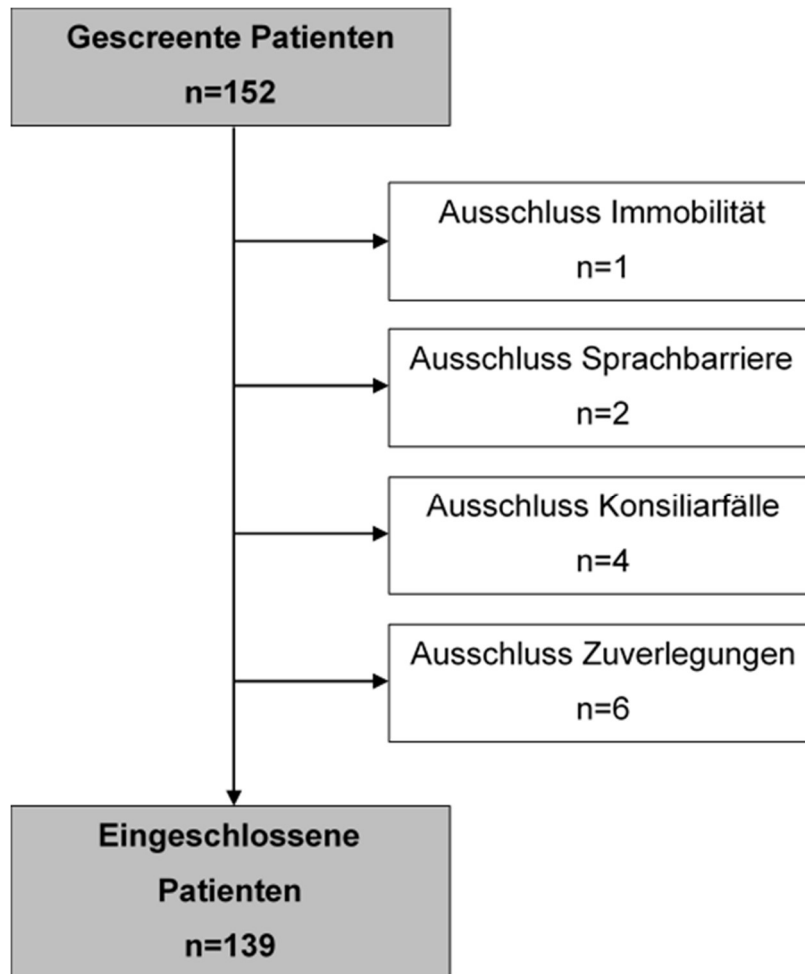 Gescreente Patienten
n=152
Ausschluss Immobilität
n=1
Ausschluss Sprachbarriere
n=2
Ausschluss Konsiliarfälle
n=4
Ausschluss Zuverlegungen
n=6
Eingeschlossene
Patienten
n=139